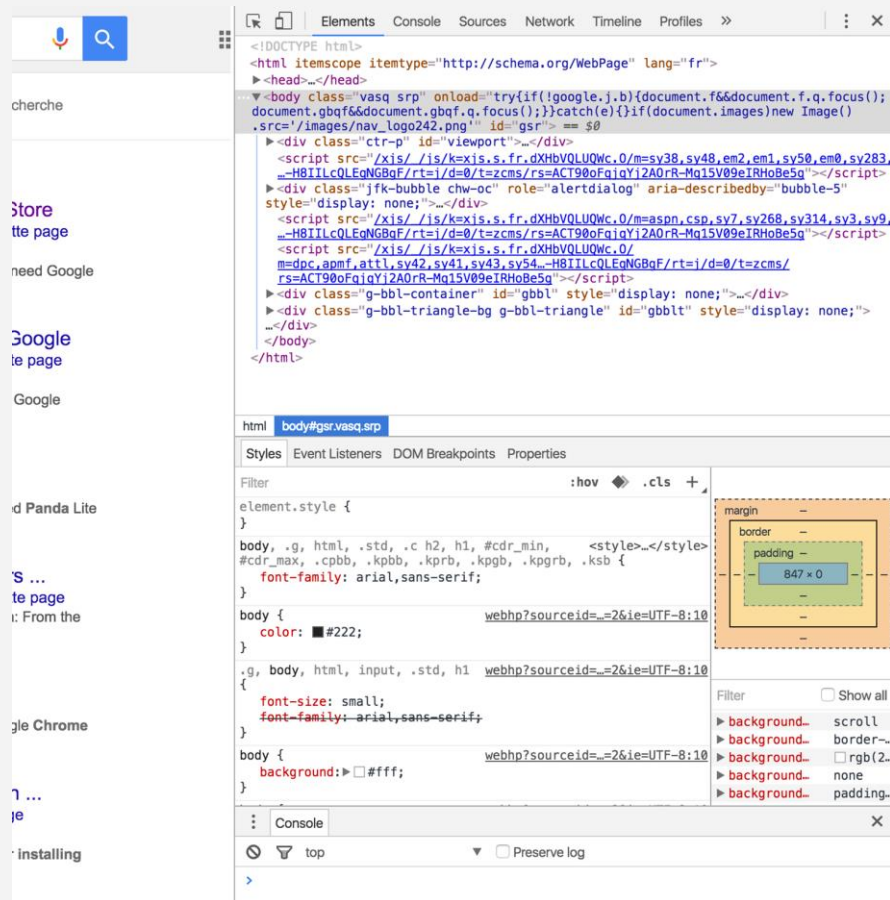 cherche
Store
tte page
need Google
Google
te page
Google
d Panda Lite
rs ...
te page
: From the
gle Chrome
n ...
ge
installing
Elements Console Sources Network Timeline Profiles »
<!DOCTYPE html>
<html itemscope itemtype="http://schema.org/WebPage" lang="fr">
▶<head>…</head>
…▼<body class="vasq srp" onload="try{if(!google.j.b){document.f&&document.f.q.focus();
document.gbqf&&document.gbqf.q.focus();}}catch(e){}if(document.images)new Image()
.src='/images/nav_logo242.png'" id="gsr"> == $0
▶<div class="ctr-p" id="viewport">…</div>
<script src="/xjs/_/js/k=xjs.s.fr.dXHbVQLUQWc.O/m=sy38,sy48,em2,em1,sy50,em0,sy283,
…-H8IILcQLEgNGBgF/rt=j/d=0/t=zcms/rs=ACT90oFqjqYj2AOrR-Mq15V09eIRHoBe5g"></script>
▶<div class="jfk-bubble chw-oc" role="alertdialog" aria-describedby="bubble-5"
style="display: none;">…</div>
<script src="/xjs/_/js/k=xjs.s.fr.dXHbVQLUQWc.O/m=aspn,csp,sy7,sy268,sy314,sy3,sy9,
…-H8IILcQLEgNGBgF/rt=j/d=0/t=zcms/rs=ACT90oFqjqYj2AOrR-Mq15V09eIRHoBe5g"></script>
<script src="/xjs/_/js/k=xjs.s.fr.dXHbVQLUQWc.O/
m=dpc,apmf,attl,sy42,sy41,sy43,sy54…-H8IILcQLEgNGBgF/rt=j/d=0/t=zcms/
rs=ACT90oFqjqYj2AOrR-Mq15V09eIRHoBe5g"></script>
▶<div class="g-bbl-container" id="gbbl" style="display: none;">…</div>
▶<div class="g-bbl-triangle-bg g-bbl-triangle" id="gbblt" style="display: none;">
…</div>
</body>
</html>
html body#gsr.vasq.srp
Styles Event Listeners DOM Breakpoints Properties
Filter :hov .cls +
element.style {
}
body, .g, html, .std, .c h2, h1, #cdr_min, <style>…</style>
#cdr_max, .cpbb, .kpbb, .kprb, .kpgb, .kpgrb, .ksb {
font-family: arial,sans-serif;
}
body { webhp?sourceid=…=2&ie=UTF-8:10
color: #222;
}
.g, body, html, input, .std, h1 webhp?sourceid=…=2&ie=UTF-8:10
{
font-size: small;
font-family: arial,sans-serif;
}
body { webhp?sourceid=…=2&ie=UTF-8:10
background:▶ #fff;
}
margin –
border –
padding –
– – – 847 × 0 – – –
–
–
–
Filter Show all
▶ background… scroll
▶ background… border-…
▶ background… rgb(2…
▶ background… none
▶ background… padding…
Console
top ▼ Preserve log
>